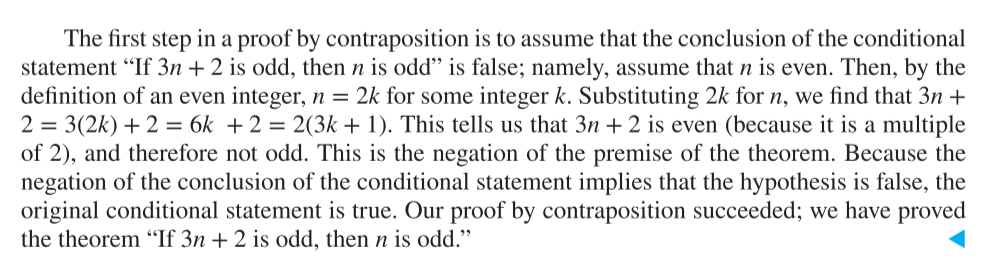 The first step in a proof by contraposition is to assume that the conclusion of the conditional
statement “If 3n + 2 is odd, then n is odd” is false; namely, assume that n is even. Then, by the
definition of an even integer, n = 2k for some integer k. Substituting 2k for n, we find that 3n +
2 = 3(2k) + 2 = 6k + 2 = 2(3k + 1). This tells us that 3n + 2 is even (because it is a multiple
of 2), and therefore not odd. This is the negation of the premise of the theorem. Because the
negation of the conclusion of the conditional statement implies that the hypothesis is false, the
original conditional statement is true. Our proof by contraposition succeeded; we have proved
the theorem “If 3n + 2 is odd, then n is odd.”